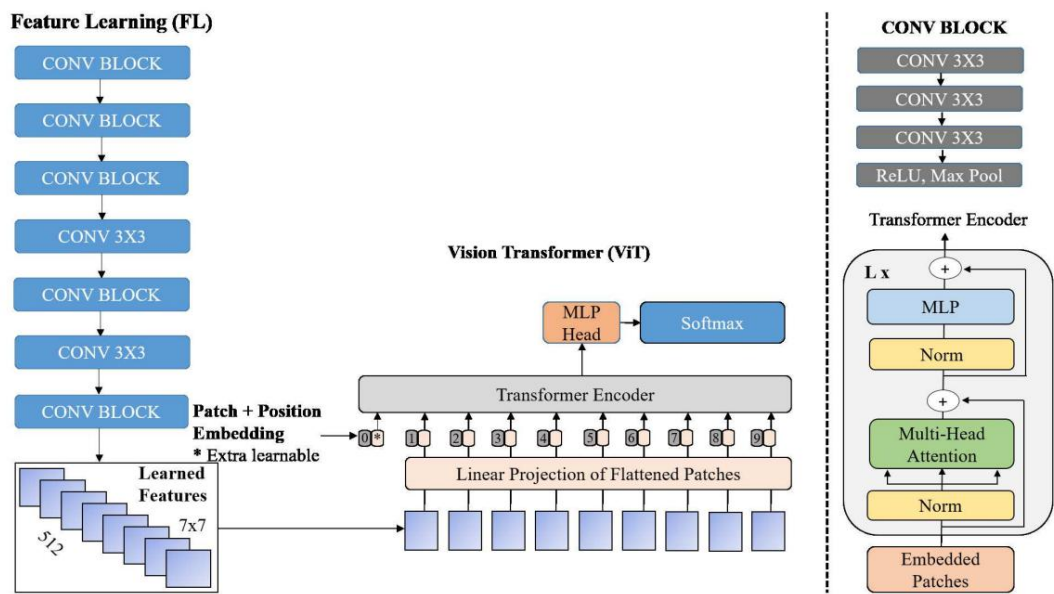 Feature Learning (FL)
CONV BLOCK
CONV BLOCK
CONV BLOCK
CONV 3X3
CONV BLOCK
CONV 3X3
CONV BLOCK
Learned
Features
7x7
512
Vision Transformer (ViT)
MLP
Head
Softmax
Transformer Encoder
Patch + Position
Embedding
* Extra learnable
0 * 1 2 3 4 5 6 7 8 9
Linear Projection of Flattened Patches
CONV BLOCK
CONV 3X3
CONV 3X3
CONV 3X3
ReLU, Max Pool
Transformer Encoder
+
L x
MLP
Norm
+
Multi-Head
Attention
Norm
Embedded
Patches